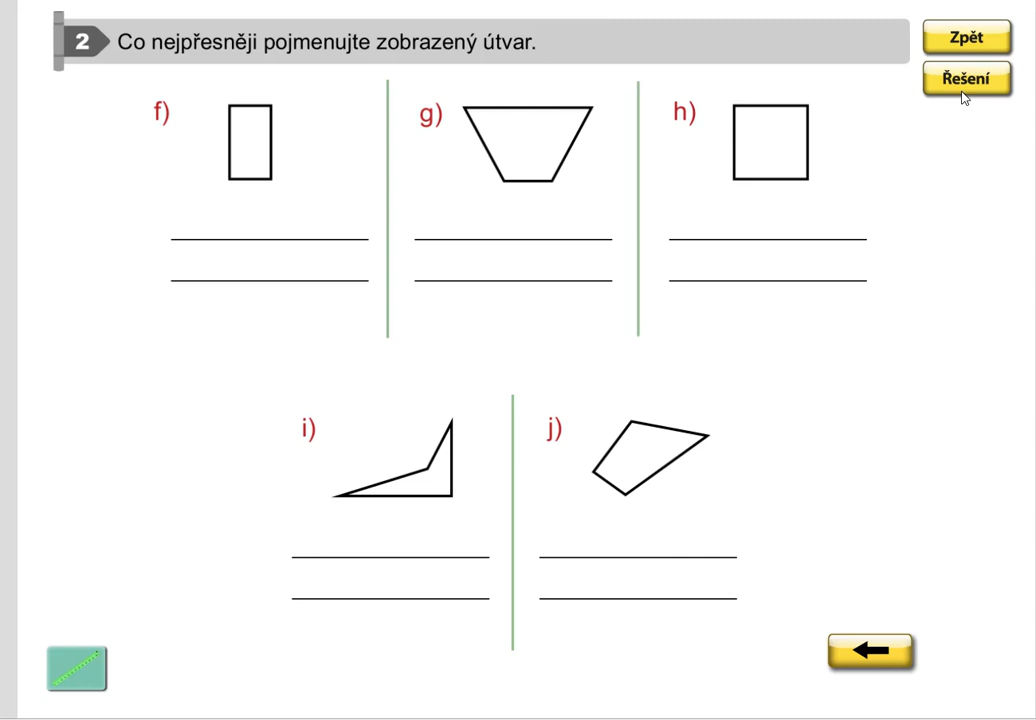 2 Co nejpřesněji pojmenujte zobrazený útvar.
Zpět
Řešení
f)
g)
h)
i)
j)